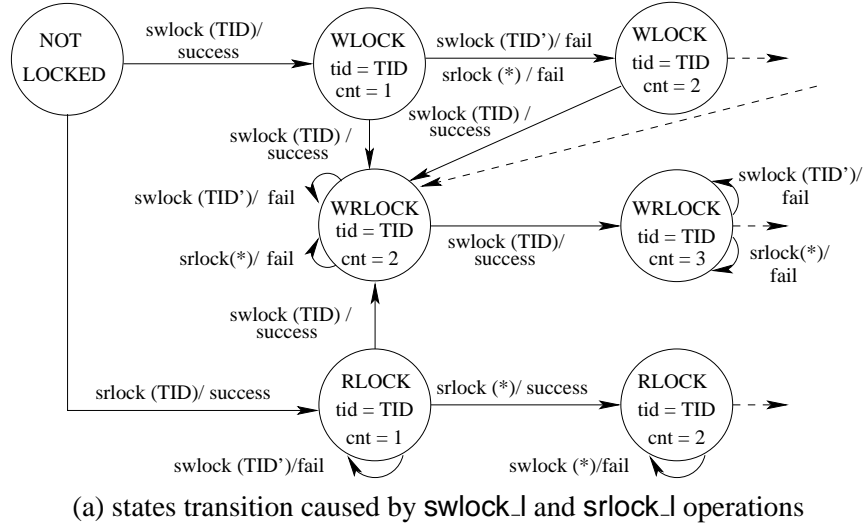 NOT
LOCKED
swlock (TID)/
success
WLOCK
tid = TID
cnt = 1
swlock (TID')/ fail
srlock (*) / fail
WLOCK
tid = TID
cnt = 2
swlock (TID) /
success
swlock (TID) /
success
swlock (TID')/ fail
srlock(*)/ fail
WRLOCK
tid = TID
cnt = 2
swlock (TID)/
success
WRLOCK
tid = TID
cnt = 3
swlock (TID')/
fail
srlock(*)/
fail
swlock (TID) /
success
srlock (TID)/ success
RLOCK
tid = TID
cnt = 1
srlock (*)/ success
RLOCK
tid = TID
cnt = 2
swlock (TID')/fail
swlock (*)/fail
(a) states transition caused by swlock_l and srlock_l operations